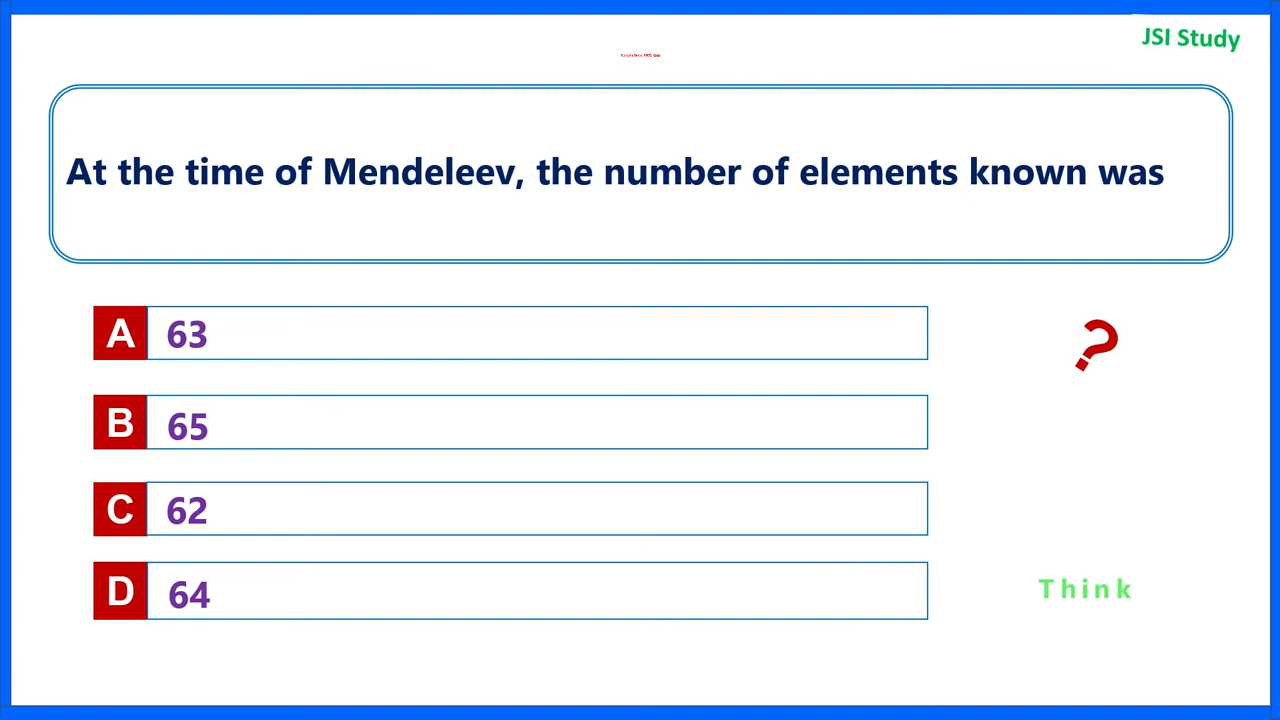 JSI Study
At the time of Mendeleev, the number of elements known was
A 63
?
B 65
C 62
D 64
Think